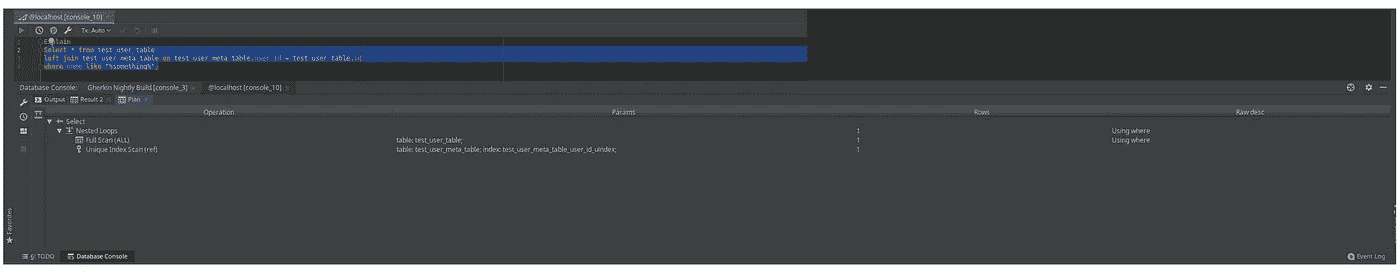 @localhost [console_10]
Tx: Auto
1 Explain
2 Select * from test_user_table
3 left join test_user_meta_table on test_user_meta_table.user_id = test_user_table.id
4 where name like "%something%";
Database Console: Gherkin Nightly Build [console_3] @localhost [console_10]
Output Result 2 Plan
Operation Params Rows Raw desc
Select
Nested Loops 1 Using where
Full Scan (ALL) table: test_user_table; 1 Using where
Unique Index Scan (ref) table: test_user_meta_table; index: test_user_meta_table_user_id_uindex; 1
Favorites
6: TODO Database Console Event Log